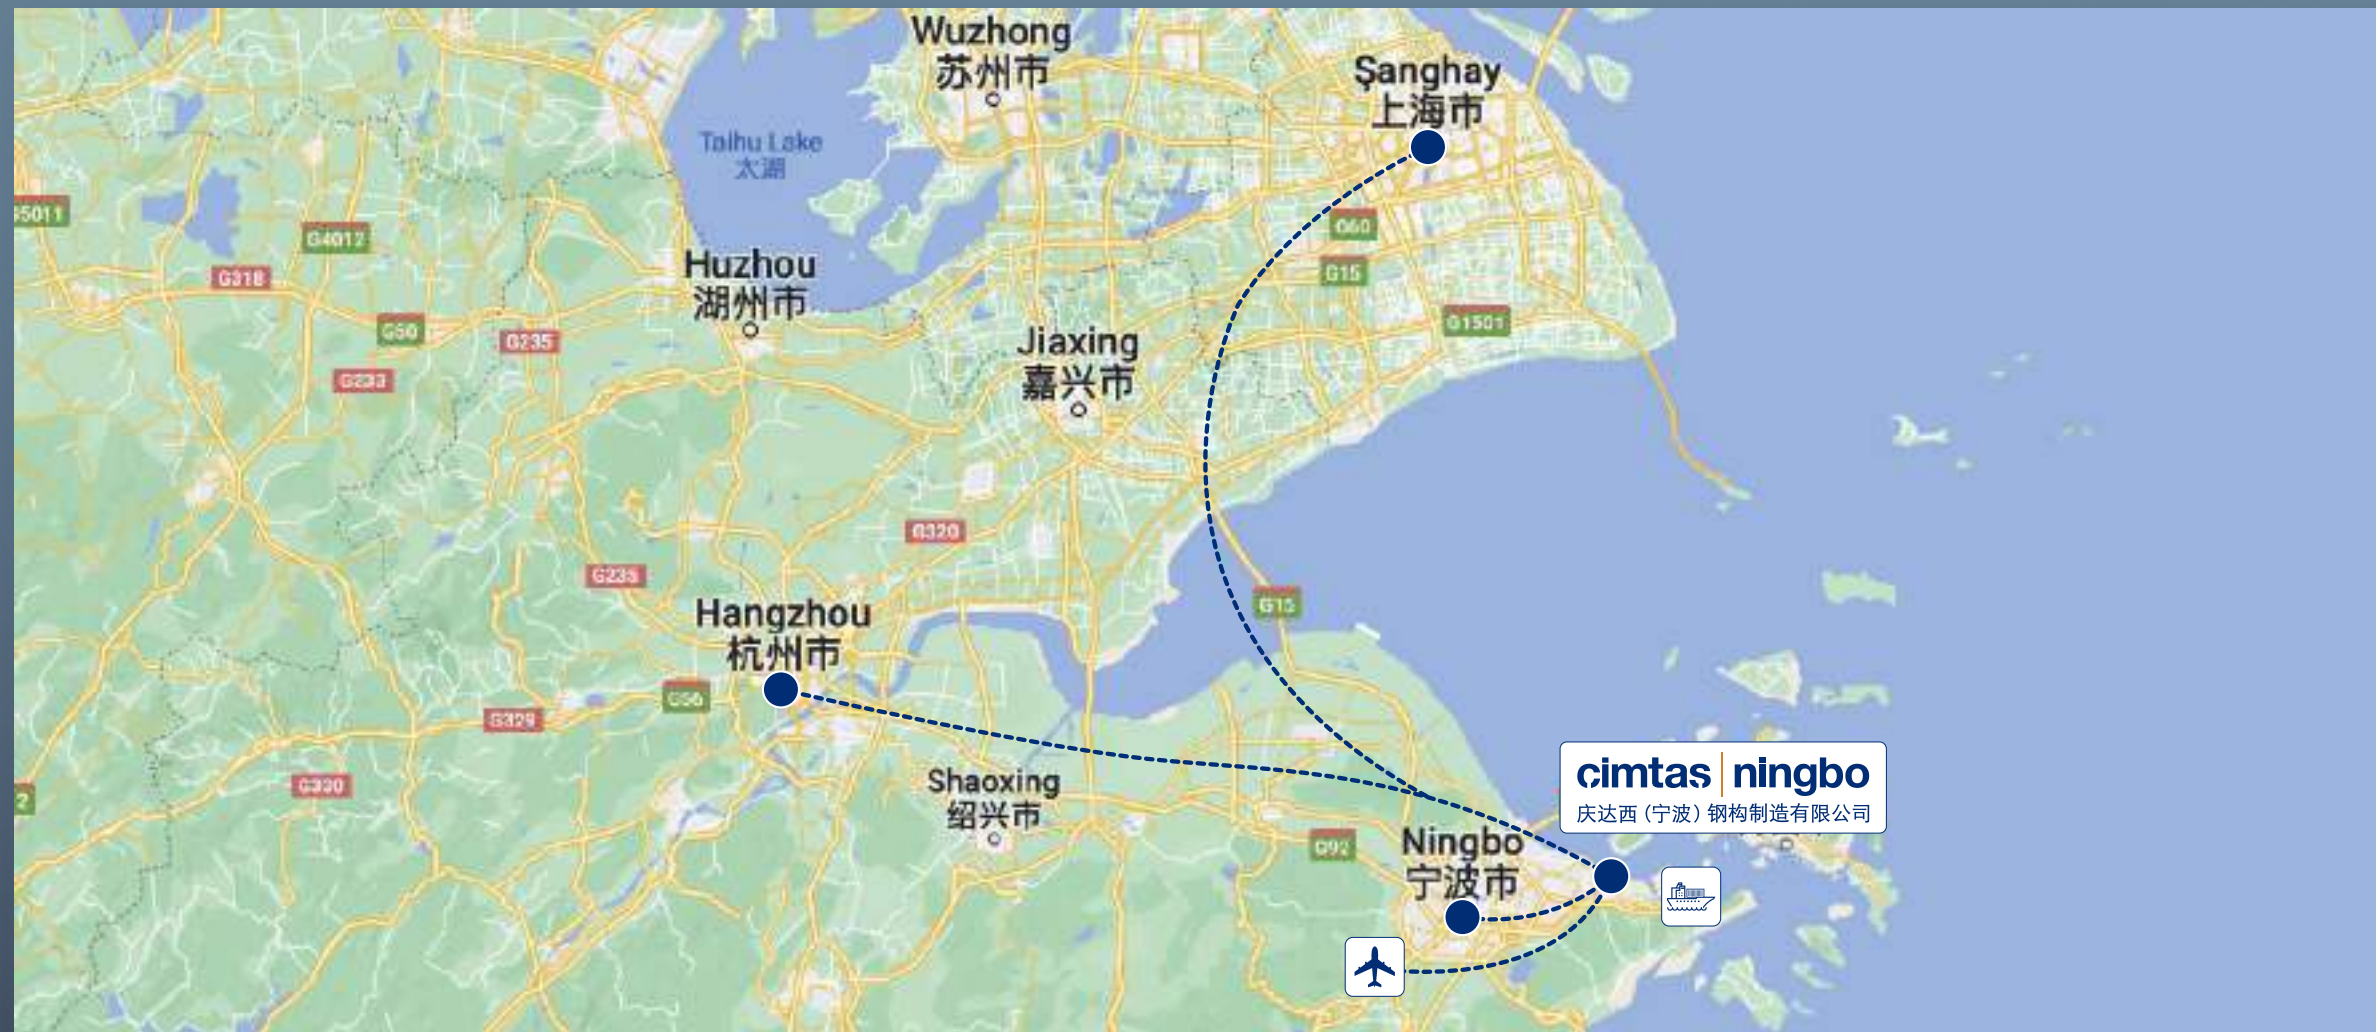 Wuzhong
苏州市
Şanghay
上海市
Taihu Lake
太湖
G5011
G4012
G60
G318
Huzhou
湖州市
G15
G50
G1501
G235
Jiaxing
嘉兴市
G233
G320
G235
G15
Hangzhou
杭州市
G56
G329
cimtas | ningbo
庆达西（宁波）钢构制造有限公司
Shaoxing
绍兴市
G330
2
Ningbo
宁波市
G92